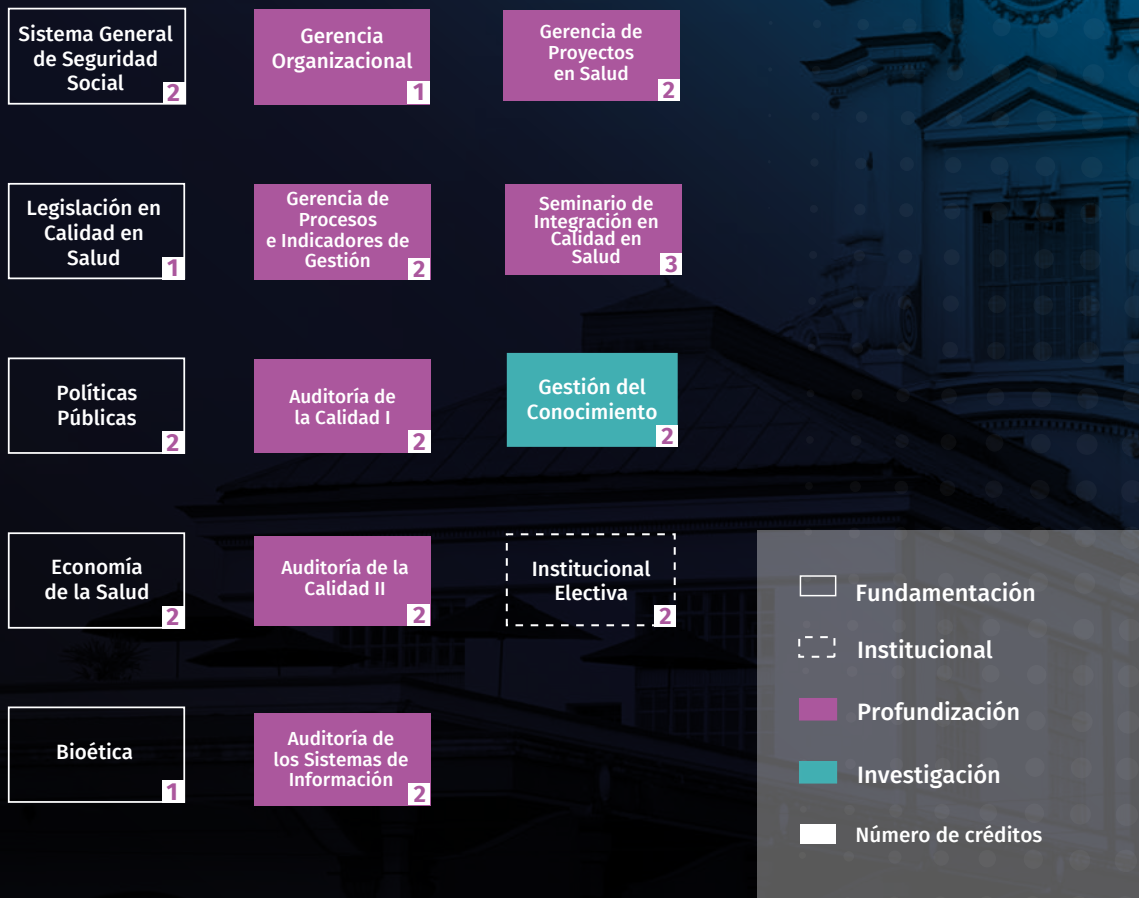 Sistema General
de Seguridad
Social
2
Gerencia
Organizacional
1
Gerencia de
Proyectos
en Salud
2
Legislación en
Calidad en
Salud
1
Gerencia de
Procesos
e Indicadores de
Gestión
2
Seminario de
Integración en
Calidad en
Salud
3
Políticas
Públicas
2
Auditoría de
la Calidad I
2
Gestión del
Conocimiento
2
Economía
de la Salud
2
Auditoría de la
Calidad II
2
Institucional
Electiva
2
Bioética
1
Auditoría de
los Sistemas de
Información
2
Fundamentación
Institucional
Profundización
Investigación
Número de créditos